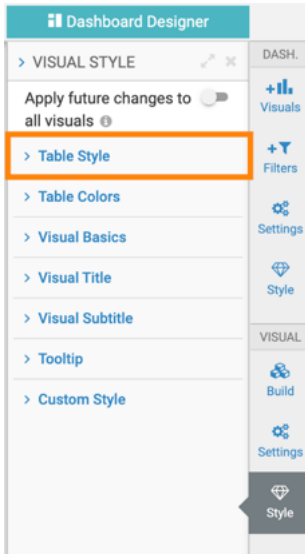 Dashboard Designer
VISUAL STYLE
Apply future changes to
all visuals
Table Style
Table Colors
Visual Basics
Visual Title
Visual Subtitle
Tooltip
Custom Style
DASH.
Visuals
Filters
Settings
Style
VISUAL
Build
Settings
Style